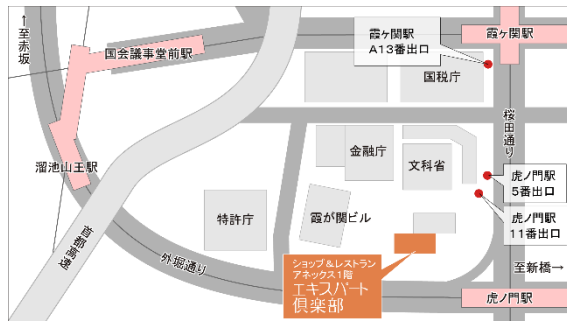 ↑至赤坂
国会議事堂前駅
霞ヶ関駅
A13番出口
霞ヶ関駅
国税庁
桜田通り
溜池山王駅
金融庁
文科省
虎ノ門駅
5番出口
特許庁
霞が関ビル
虎ノ門駅
11番出口
首都高速
外堀通り
ショップ&レストラン
アネックス1階
エキスパート
倶楽部
至新橋→
虎ノ門駅